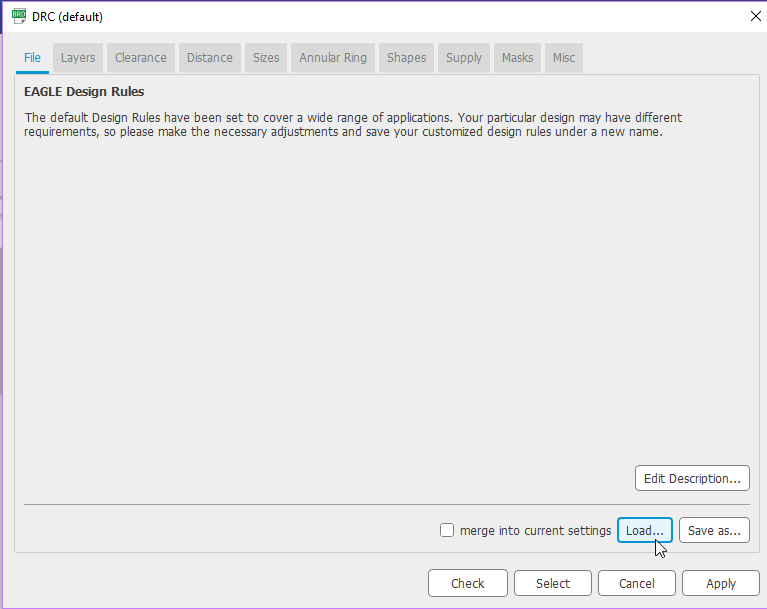 DRC (default)
File Layers Clearance Distance Sizes Annular Ring Shapes Supply Masks Misc
EAGLE Design Rules
The default Design Rules have been set to cover a wide range of applications. Your particular design may have different
requirements, so please make the necessary adjustments and save your customized design rules under a new name.
Edit Description...
merge into current settings Load... Save as...
Check Select Cancel Apply